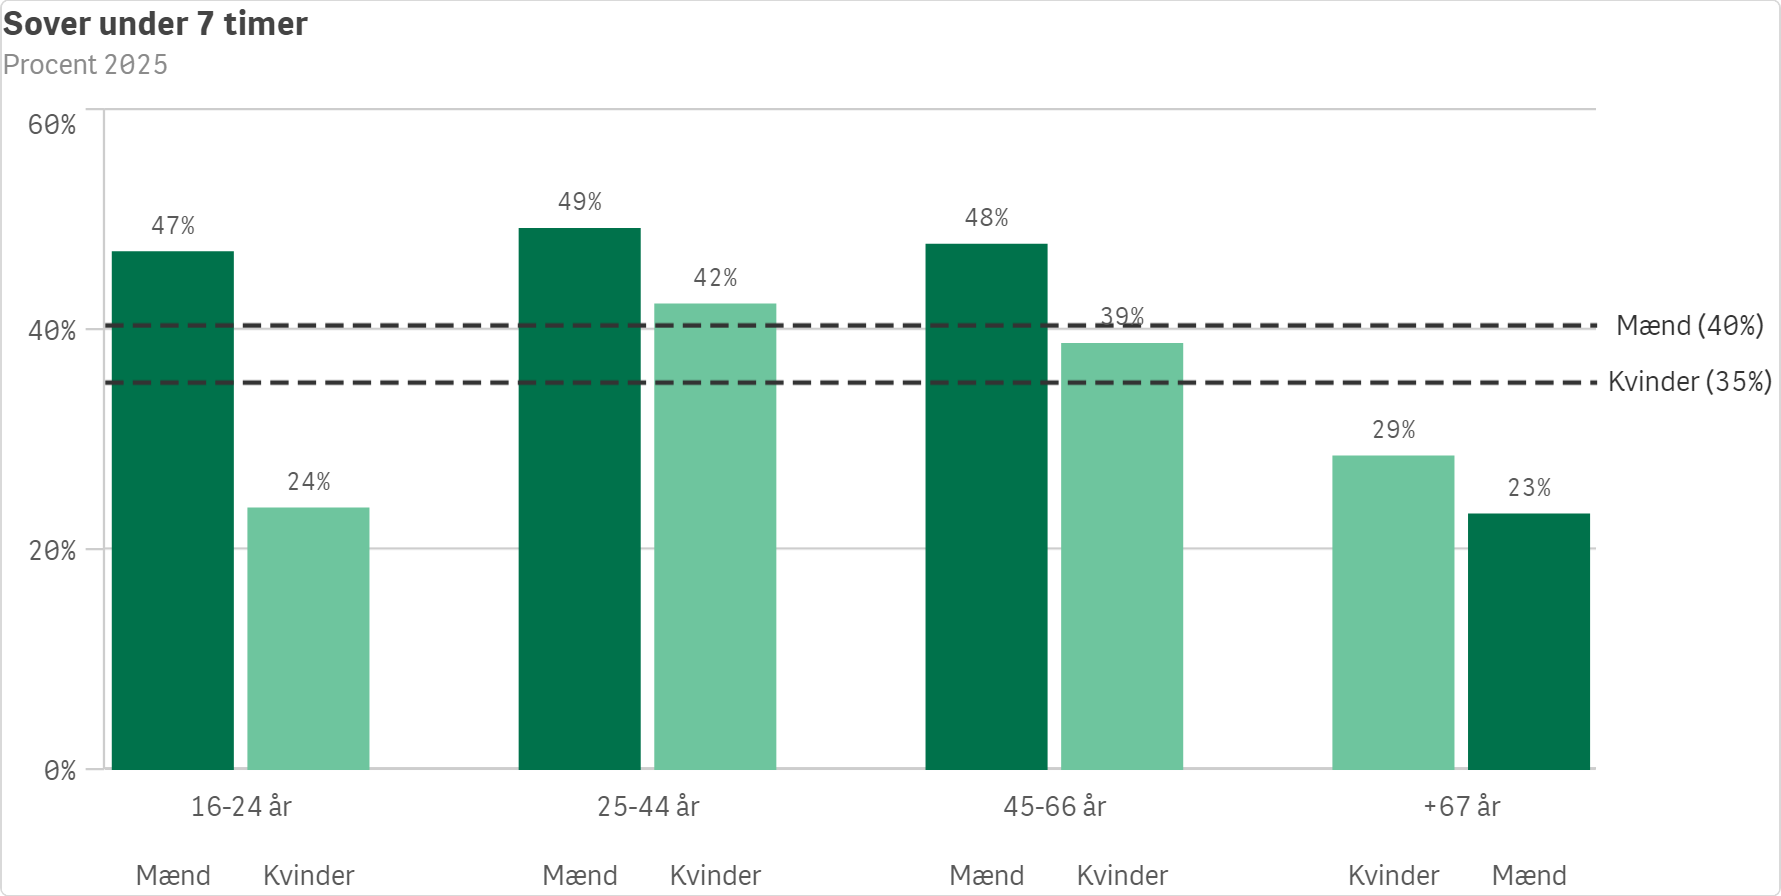 Sover under 7 timer
Procent 2025
60%
40%
20%
0%
47%
24%
49%
42%
48%
39%
29%
23%
Mænd (40%)
Kvinder (35%)
16-24 år 25-44 år 45-66 år +67 år
Mænd Kvinder Mænd Kvinder Mænd Kvinder Kvinder Mænd